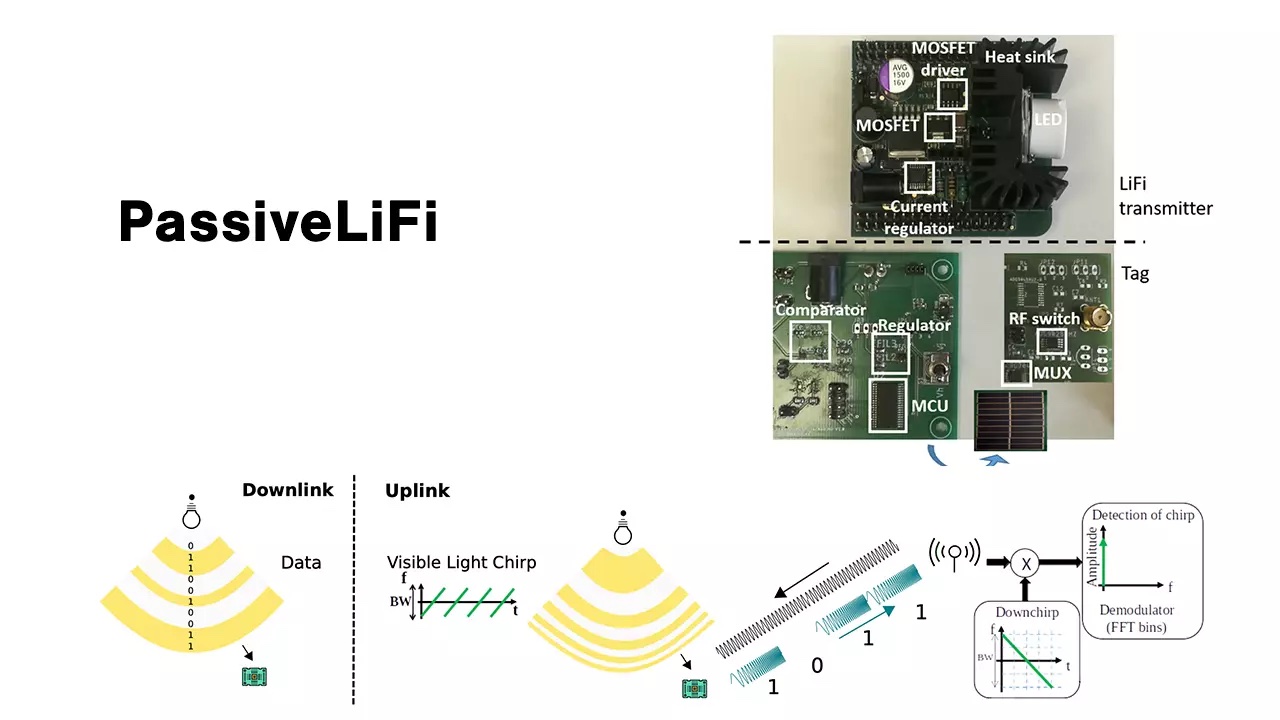 PassiveLiFi
MOSFET
driver
Heat sink
AVG
1500
16V
MOSFET
LED
Current
regulator
LiFi
transmitter
Tag
Comparator
Regulator
RF switch
MUX
MCU
Downlink
Uplink
0
1
1
0
0
1
0
0
1
1
Data
Visible Light Chirp
f
BW
t
1
0
1
1
X
Detection of chirp
Amplitude
f
Demodulator
(FFT bins)
Downchirp
f
BW
t